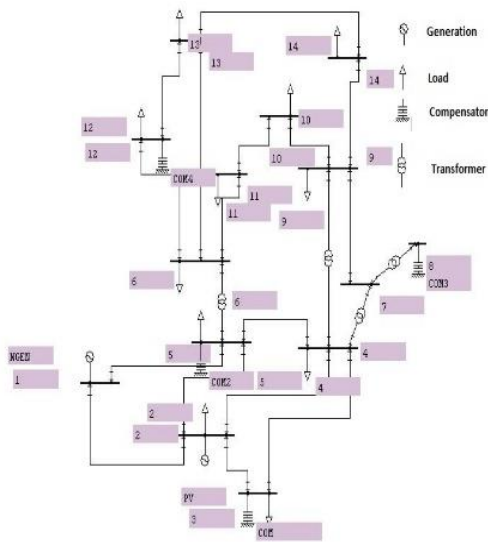 Generation
13
13
14
14
Load
Compensator
12
12
10
10
9
Transformer
COM4
11
11
9
6
8
COM3
7
6
NGEN
1
5
COM2
5
4
4
2
2
PV
3
COM